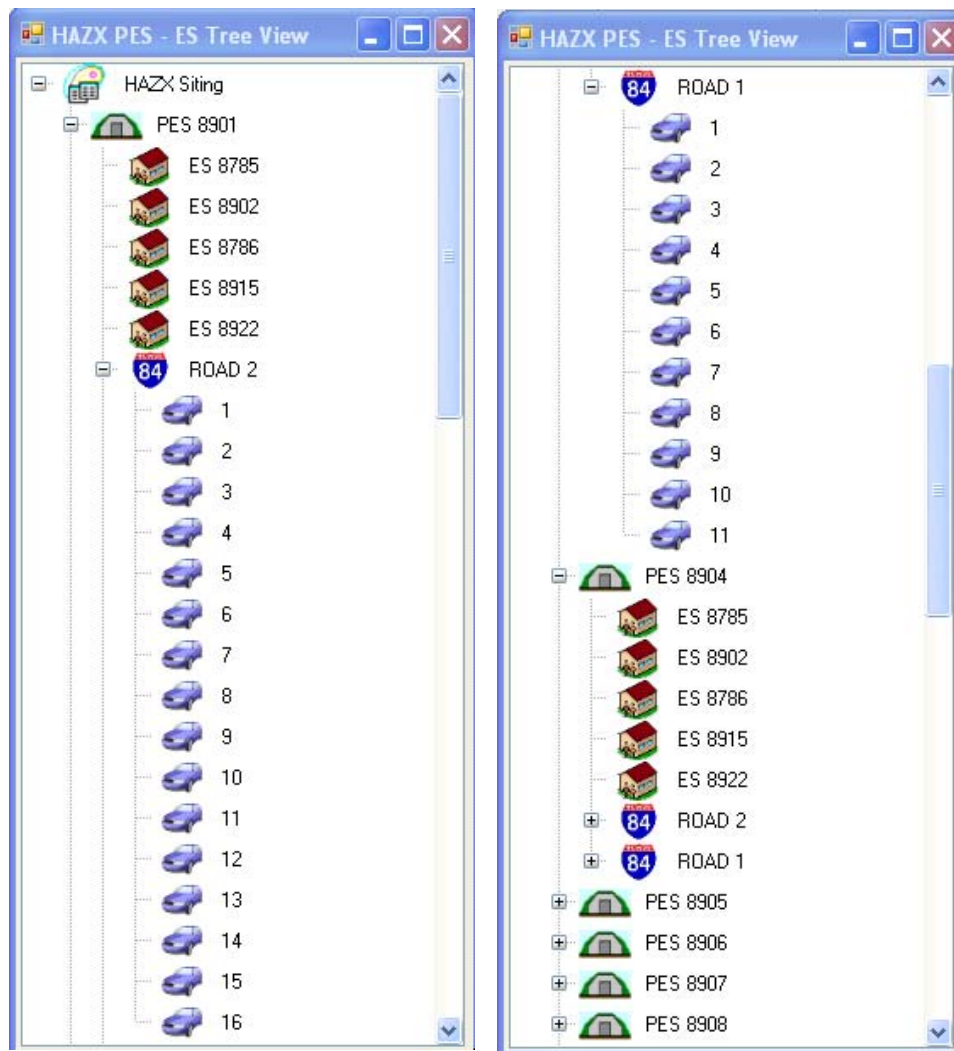 HAZX PES - ES Tree View
HAZX Siting
PES 8901
ES 8785
ES 8902
ES 8786
ES 8915
ES 8922
84 ROAD 2
1
2
3
4
5
6
7
8
9
10
11
12
13
14
15
16
HAZX PES - ES Tree View
84 ROAD 1
1
2
3
4
5
6
7
8
9
10
11
PES 8904
ES 8785
ES 8902
ES 8786
ES 8915
ES 8922
84 ROAD 2
84 ROAD 1
PES 8905
PES 8906
PES 8907
PES 8908